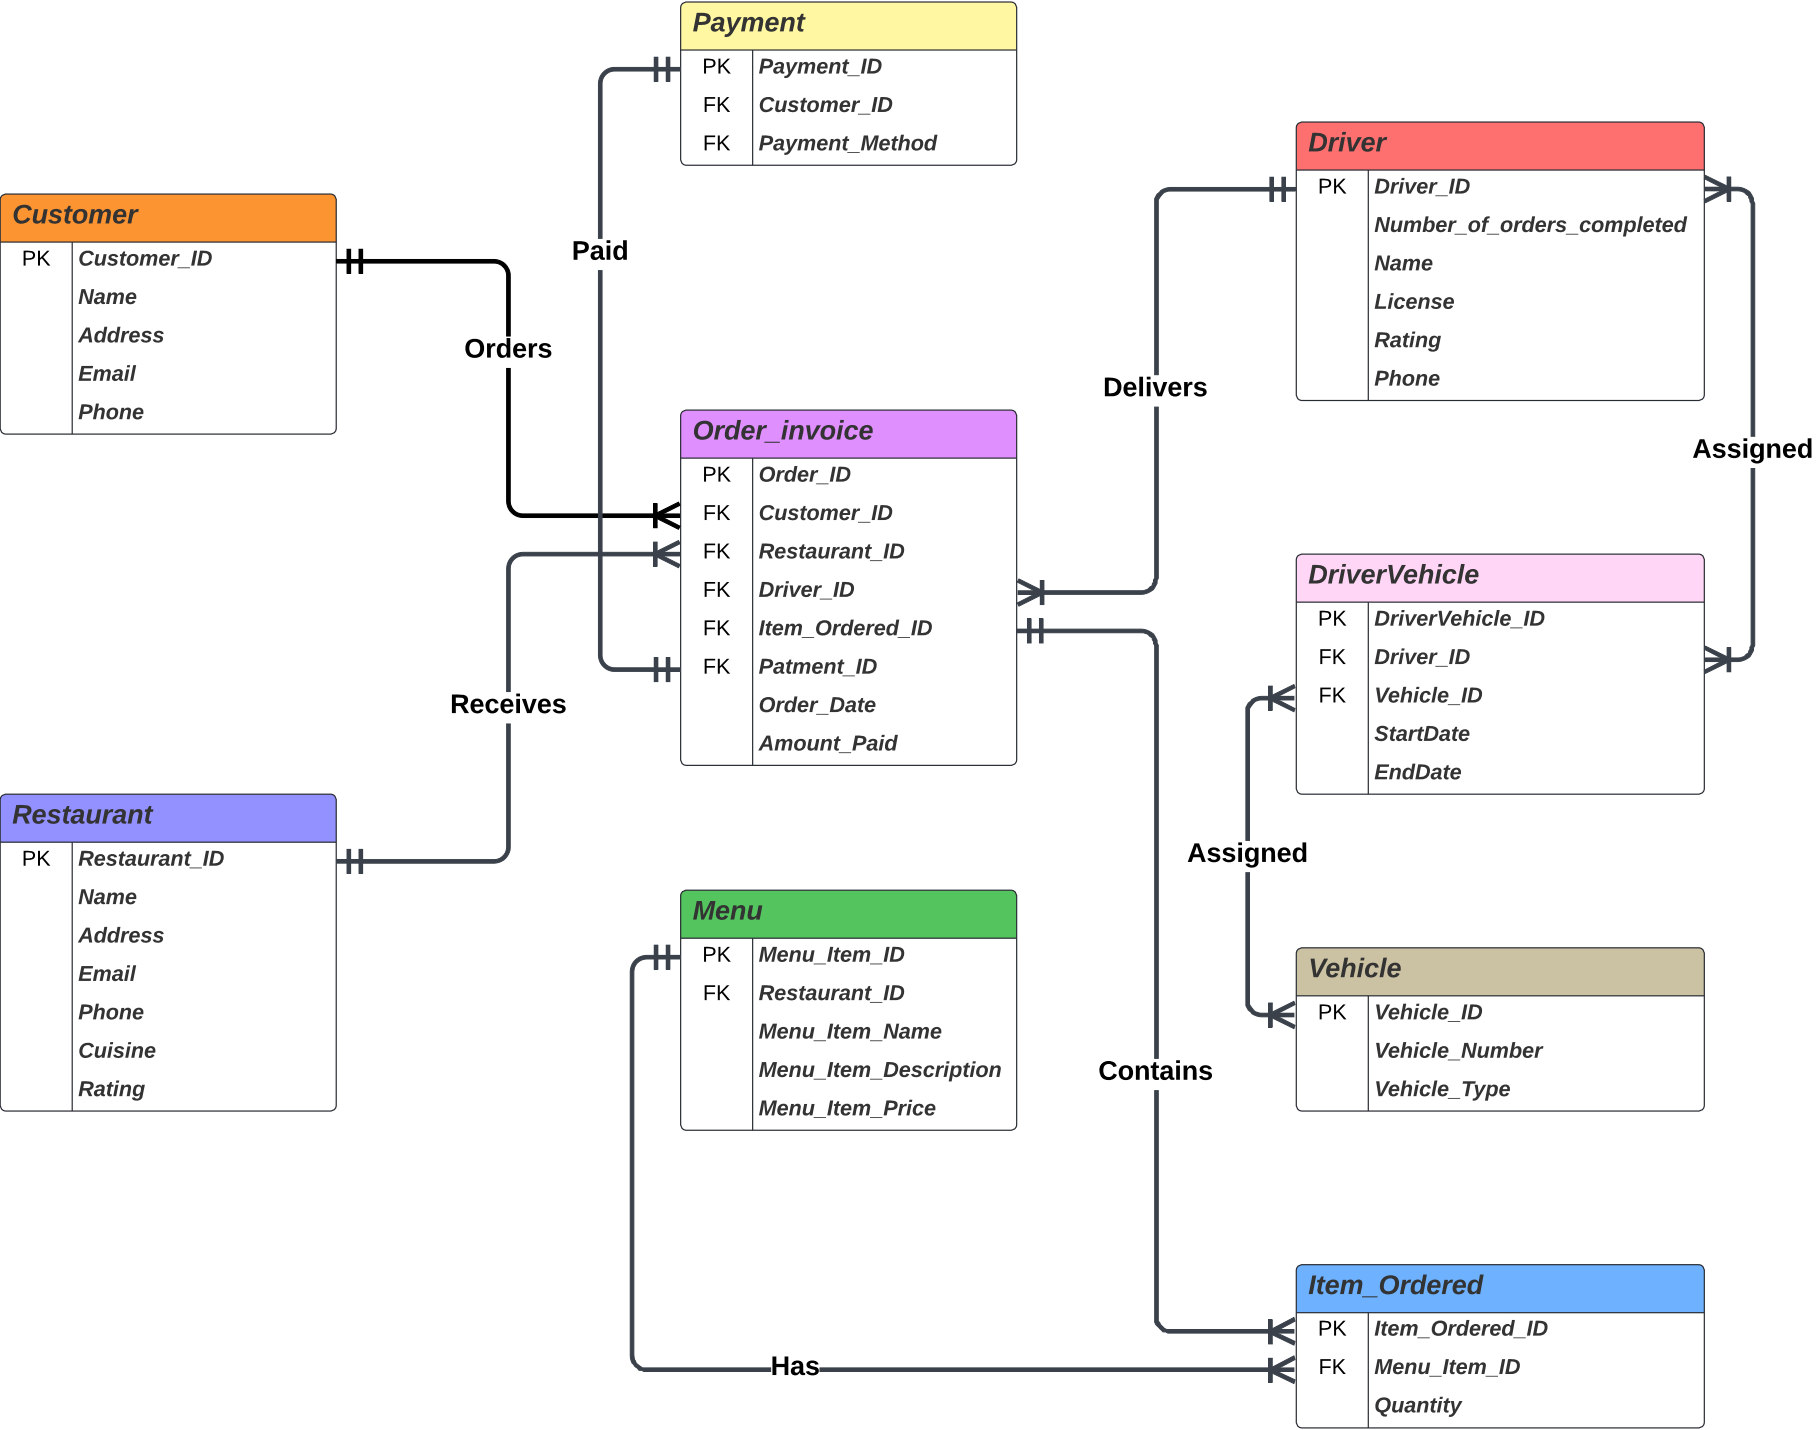 Payment
PK Payment_ID
FK Customer_ID
FK Payment_Method
Customer
PK Customer_ID
Name
Address
Email
Phone
Paid
Orders
Driver
PK Driver_ID
Number_of_orders_completed
Name
License
Rating
Phone
Delivers
Assigned
Order_invoice
PK Order_ID
FK Customer_ID
FK Restaurant_ID
FK Driver_ID
FK Item_Ordered_ID
FK Patment_ID
Order_Date
Amount_Paid
Receives
DriverVehicle
PK DriverVehicle_ID
FK Driver_ID
FK Vehicle_ID
StartDate
EndDate
Assigned
Restaurant
PK Restaurant_ID
Name
Address
Email
Phone
Cuisine
Rating
Menu
PK Menu_Item_ID
FK Restaurant_ID
Menu_Item_Name
Menu_Item_Description
Menu_Item_Price
Contains
Vehicle
PK Vehicle_ID
Vehicle_Number
Vehicle_Type
Has
Item_Ordered
PK Item_Ordered_ID
FK Menu_Item_ID
Quantity